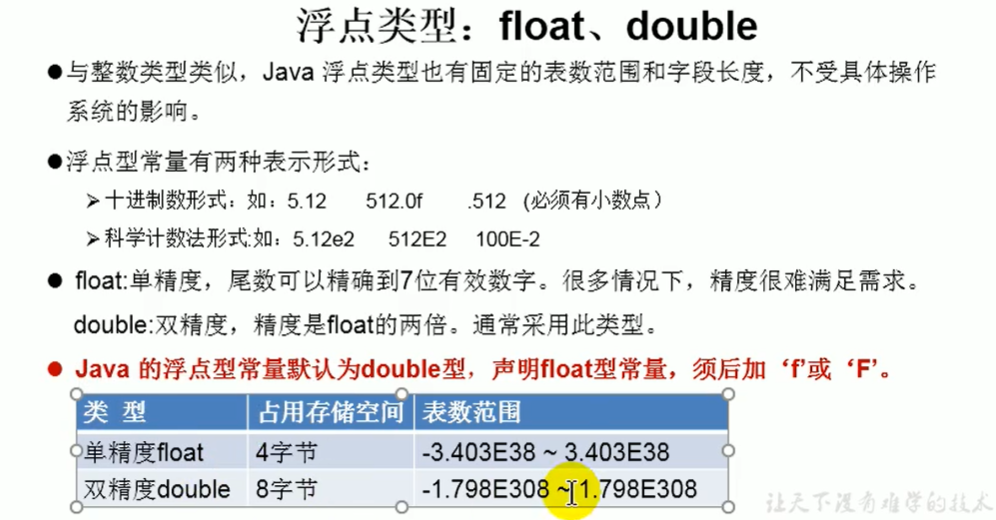 浮点类型：float、double
●与整数类型类似，Java 浮点类型也有固定的表数范围和字段长度，不受具体操作
系统的影响。
●浮点型常量有两种表示形式：
➢十进制数形式：如：5.12 512.0f .512 (必须有小数点）
➢科学计数法形式:如：5.12e2 512E2 100E-2
● float:单精度，尾数可以精确到7位有效数字。很多情况下，精度很难满足需求。
double:双精度，精度是float的两倍。通常采用此类型。
● Java 的浮点型常量默认为double型，声明float型常量，须后加‘f’或‘F’。
类 型 占用存储空间 表数范围
单精度float 4字节 -3.403E38 ~ 3.403E38
双精度double 8字节 -1.798E308 ~ 1.798E308
让天下没有难学的技术